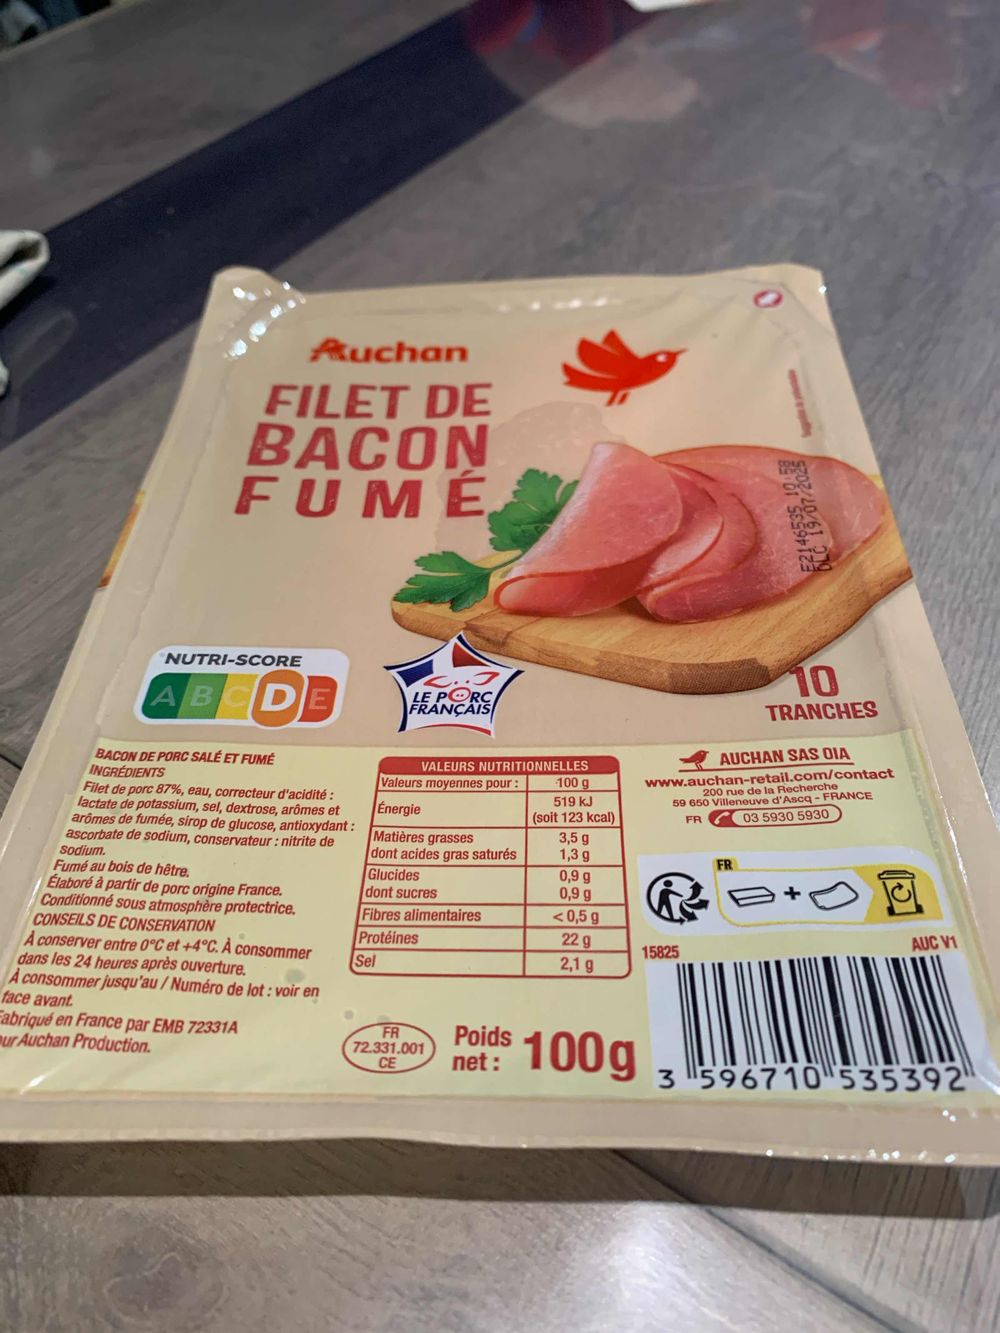 Auchan
FILET DE
BACON
FUMÉ
E2146535 10:58
DLC 19/07/2025
NUTRI-SCORE
A B C D E
LE PORC
FRANÇAIS
10
TRANCHES
BACON DE PORC SALÉ ET FUMÉ
INGRÉDIENTS
Filet de porc 87%, eau, correcteur d'acidité :
lactate de potassium, sel, dextrose, arômes et
arômes de fumée, sirop de glucose, antioxydant :
ascorbate de sodium, conservateur : nitrite de
sodium.
Fumé au bois de hêtre.
Élaboré à partir de porc origine France.
Conditionné sous atmosphère protectrice.
CONSEILS DE CONSERVATION
À conserver entre 0°C et +4°C. À consommer
dans les 24 heures après ouverture.
À consommer jusqu'au / Numéro de lot : voir en
face avant.
Fabriqué en France par EMB 72331A
our Auchan Production.
VALEURS NUTRITIONNELLES
Valeurs moyennes pour : 100 g
Énergie 519 kJ
(soit 123 kcal)
Matières grasses 3,5 g
dont acides gras saturés 1,3 g
Glucides 0,9 g
dont sucres 0,9 g
Fibres alimentaires < 0,5 g
Protéines 22 g
Sel 2,1 g
FR
72.331.001
CE
Poids
net : 100g
AUCHAN SAS OIA
www.auchan-retail.com/contact
200 rue de la Recherche
59 650 Villeneuve d'Ascq - FRANCE
FR 03 5930 5930
FR
+
15825 AUC V1
3 596710 535392